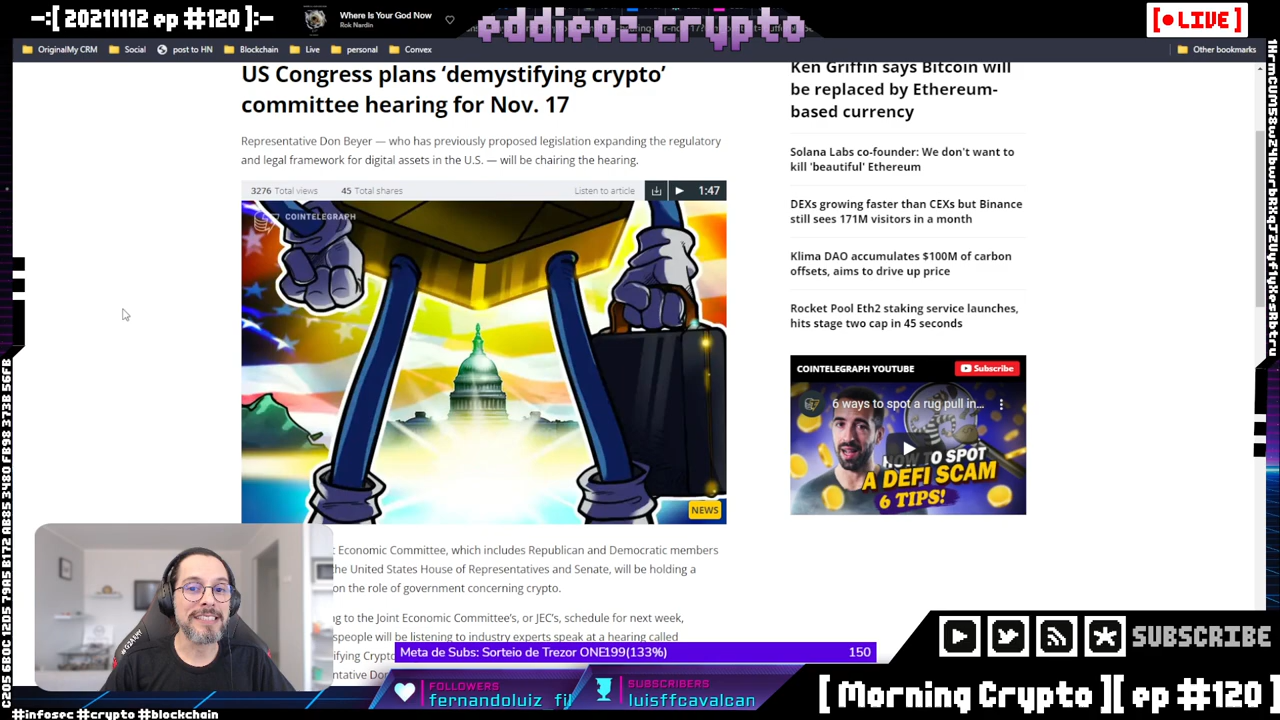 -:[ 20211112 ep #120 ]:-
Where Is Your God Now
Rok Nardin
eddieoz.crypto
[ LIVE ]
OriginalMy CRM
Social
post to HN
Blockchain
Live
personal
Convex
Other bookmarks
US Congress plans ‘demystifying crypto’
committee hearing for Nov. 17
Representative Don Beyer — who has previously proposed legislation expanding the regulatory
and legal framework for digital assets in the U.S. — will be chairing the hearing.
3276 Total views
45 Total shares
Listen to article
1:47
COINTELEGRAPH
NEWS
Economic Committee, which includes Republican and Democratic members
the United States House of Representatives and Senate, will be holding a
on the role of government concerning crypto.
to the Joint Economic Committee’s, or JEC’s, schedule for next week,
speople will be listening to industry experts speak at a hearing called
ifying Crypto
ntative Don
Ken Griffin says Bitcoin will
be replaced by Ethereum-
based currency
Solana Labs co-founder: We don't want to
kill 'beautiful' Ethereum
DEXs growing faster than CEXs but Binance
still sees 171M visitors in a month
Klima DAO accumulates $100M of carbon
offsets, aims to drive up price
Rocket Pool Eth2 staking service launches,
hits stage two cap in 45 seconds
COINTELEGRAPH YOUTUBE
Subscribe
6 ways to spot a rug pull in…
HOW TO SPOT
A DEFI SCAM
6 TIPS!
Meta de Subs: Sorteio de Trezor ONE199(133%)
150
FOLLOWERS
fernandoluiz_fil
SUBSCRIBERS
luisffcavalcan
SUBSCRIBE
[ Morning Crypto ][ ep #120 ]
#infosec #crypto #blockchain